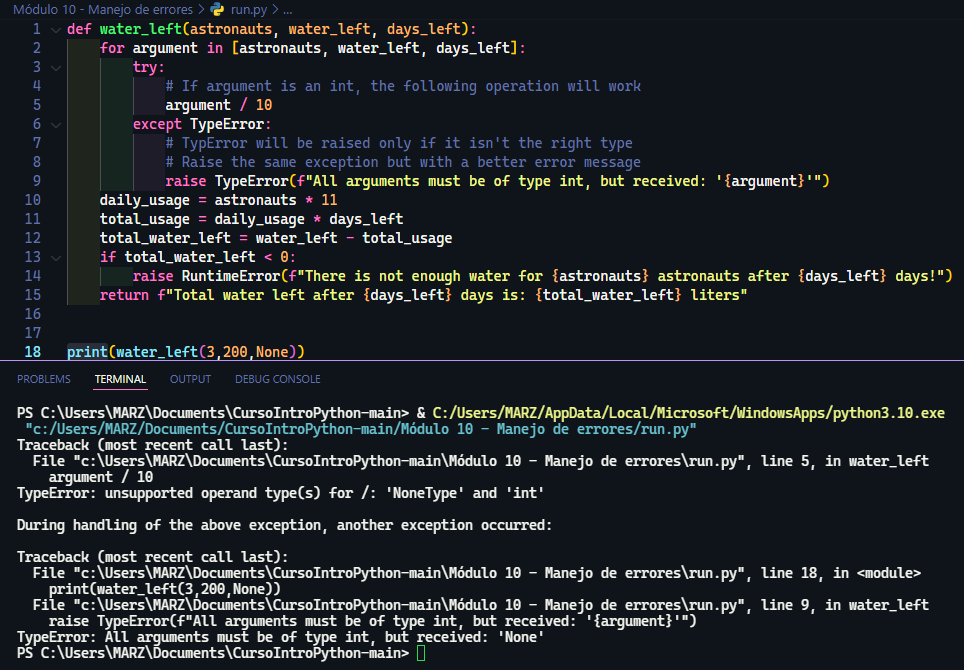 Módulo 10 - Manejo de errores > run.py > ...
1 def water_left(astronauts, water_left, days_left):
2     for argument in [astronauts, water_left, days_left]:
3         try:
4             # If argument is an int, the following operation will work
5             argument / 10
6         except TypeError:
7             # TypError will be raised only if it isn't the right type
8             # Raise the same exception but with a better error message
9             raise TypeError(f"All arguments must be of type int, but received: '{argument}'")
10     daily_usage = astronauts * 11
11     total_usage = daily_usage * days_left
12     total_water_left = water_left - total_usage
13     if total_water_left < 0:
14         raise RuntimeError(f"There is not enough water for {astronauts} astronauts after {days_left} days!")
15     return f"Total water left after {days_left} days is: {total_water_left} liters"
16
17
18 print(water_left(3,200,None))
PROBLEMS TERMINAL OUTPUT DEBUG CONSOLE
PS C:\Users\MARZ\Documents\CursoIntroPython-main> & C:/Users/MARZ/AppData/Local/Microsoft/WindowsApps/python3.10.exe
"c:/Users/MARZ/Documents/CursoIntroPython-main/Módulo 10 - Manejo de errores/run.py"
Traceback (most recent call last):
  File "c:\Users\MARZ\Documents\CursoIntroPython-main\Módulo 10 - Manejo de errores\run.py", line 5, in water_left
    argument / 10
TypeError: unsupported operand type(s) for /: 'NoneType' and 'int'

During handling of the above exception, another exception occurred:

Traceback (most recent call last):
  File "c:\Users\MARZ\Documents\CursoIntroPython-main\Módulo 10 - Manejo de errores\run.py", line 18, in <module>
    print(water_left(3,200,None))
  File "c:\Users\MARZ\Documents\CursoIntroPython-main\Módulo 10 - Manejo de errores\run.py", line 9, in water_left
    raise TypeError(f"All arguments must be of type int, but received: '{argument}'")
TypeError: All arguments must be of type int, but received: 'None'
PS C:\Users\MARZ\Documents\CursoIntroPython-main>